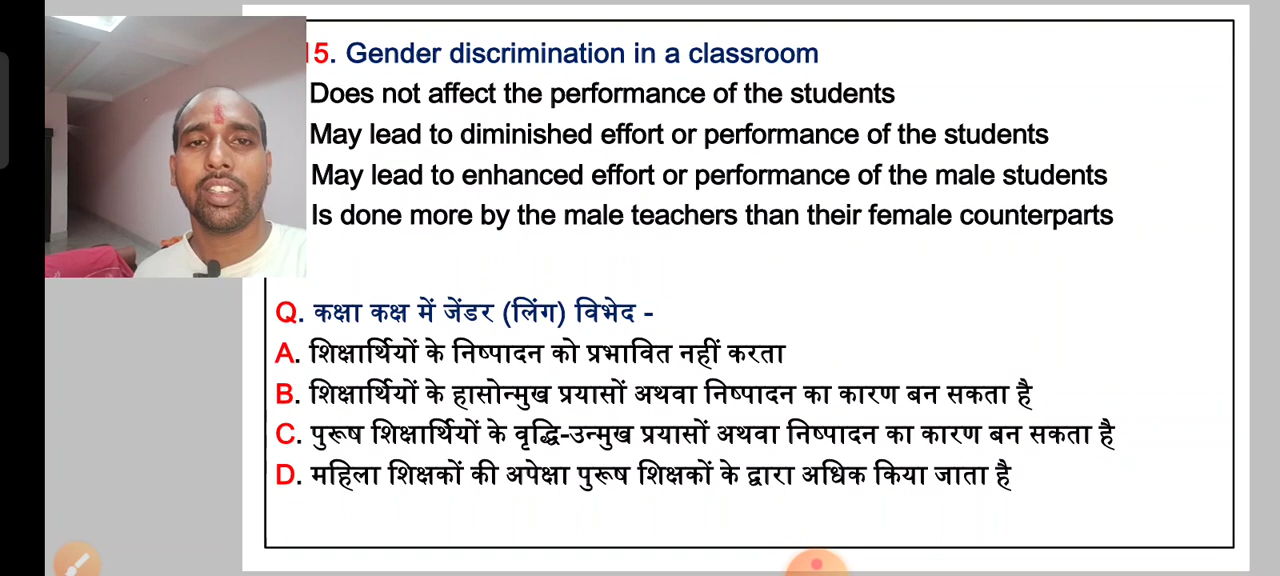 15. Gender discrimination in a classroom
Does not affect the performance of the students
May lead to diminished effort or performance of the students
May lead to enhanced effort or performance of the male students
Is done more by the male teachers than their female counterparts
Q. कक्षा कक्ष में जेंडर (लिंग) विभेद -
A. शिक्षार्थियों के निष्पादन को प्रभावित नहीं करता
B. शिक्षार्थियों के हासोन्मुख प्रयासों अथवा निष्पादन का कारण बन सकता है
C. पुरूष शिक्षार्थियों के वृद्धि-उन्मुख प्रयासों अथवा निष्पादन का कारण बन सकता है
D. महिला शिक्षकों की अपेक्षा पुरूष शिक्षकों के द्वारा अधिक किया जाता है